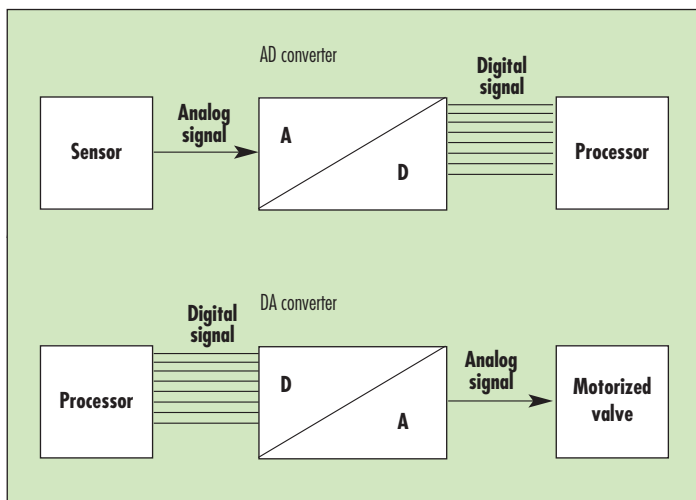 AD converter
Digital
signal
Analog
signal
Sensor
A
D
Processor
DA converter
Digital
signal
Analog
signal
Processor
D
A
Motorized
valve